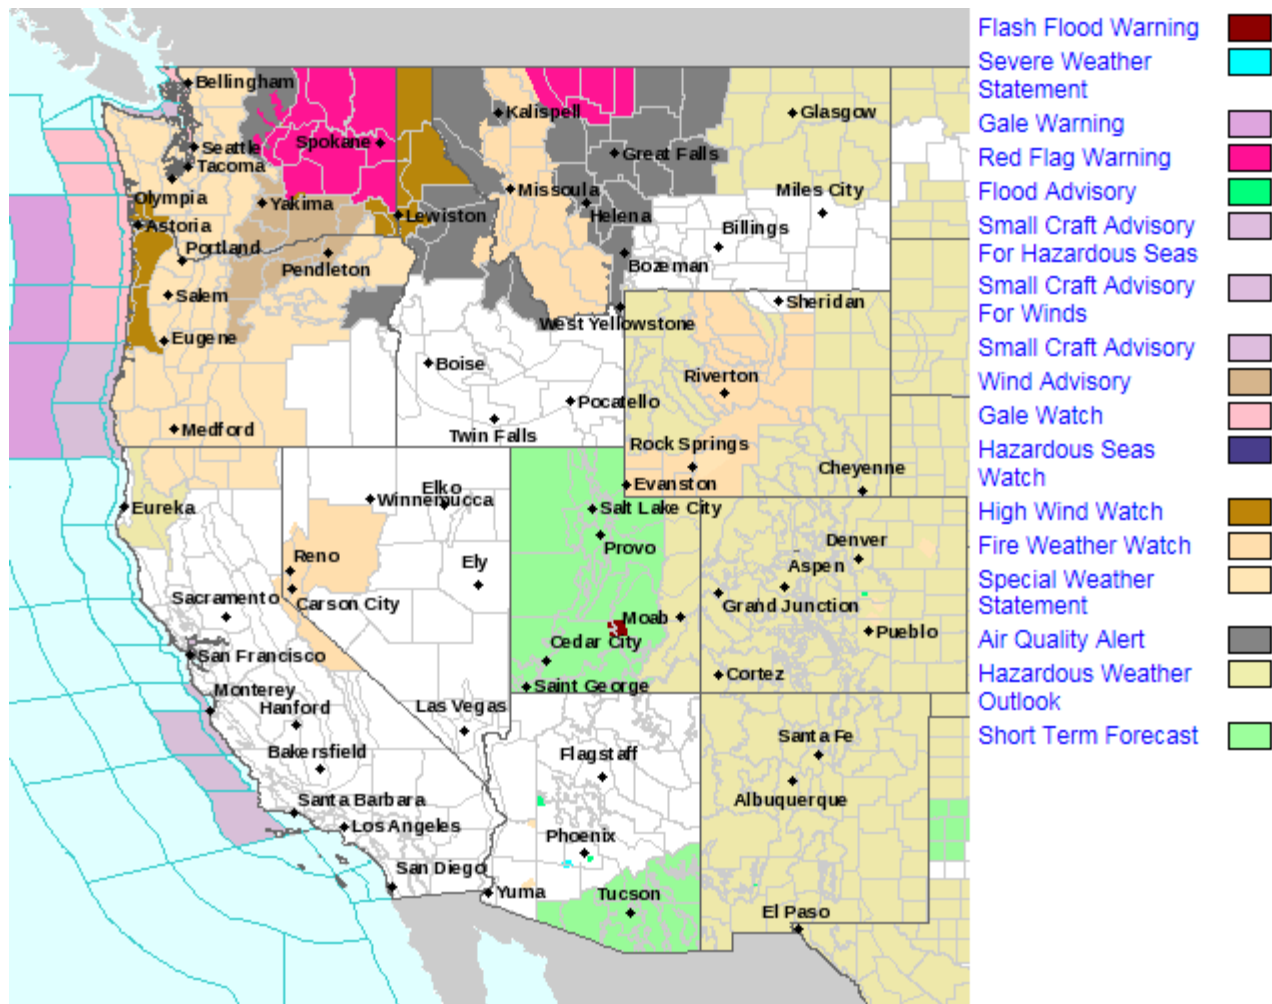 Bellingham
Seattle
Tacoma
Olympia
Spokane
Yakima
Lewiston
Astoria
Portland
Pendleton
Salem
Eugene
Medford
Kalispell
Missoula
Great Falls
Helena
Glasgow
Miles City
Billings
Bozeman
West Yellowstone
Sheridan
Boise
Pocatello
Twin Falls
Riverton
Rock Springs
Evanston
Cheyenne
Eureka
Elko
Winnemucca
Reno
Ely
Carson City
Sacramento
San Francisco
Monterey
Hanford
Bakersfield
Las Vegas
Santa Barbara
Los Angeles
San Diego
Salt Lake City
Provo
Moab
Cedar City
Saint George
Denver
Aspen
Grand Junction
Pueblo
Cortez
Flagstaff
Phoenix
Tucson
Yuma
Santa Fe
Albuquerque
El Paso
Flash Flood Warning
Severe Weather
Statement
Gale Warning
Red Flag Warning
Flood Advisory
Small Craft Advisory
For Hazardous Seas
Small Craft Advisory
For Winds
Small Craft Advisory
Wind Advisory
Gale Watch
Hazardous Seas
Watch
High Wind Watch
Fire Weather Watch
Special Weather
Statement
Air Quality Alert
Hazardous Weather
Outlook
Short Term Forecast